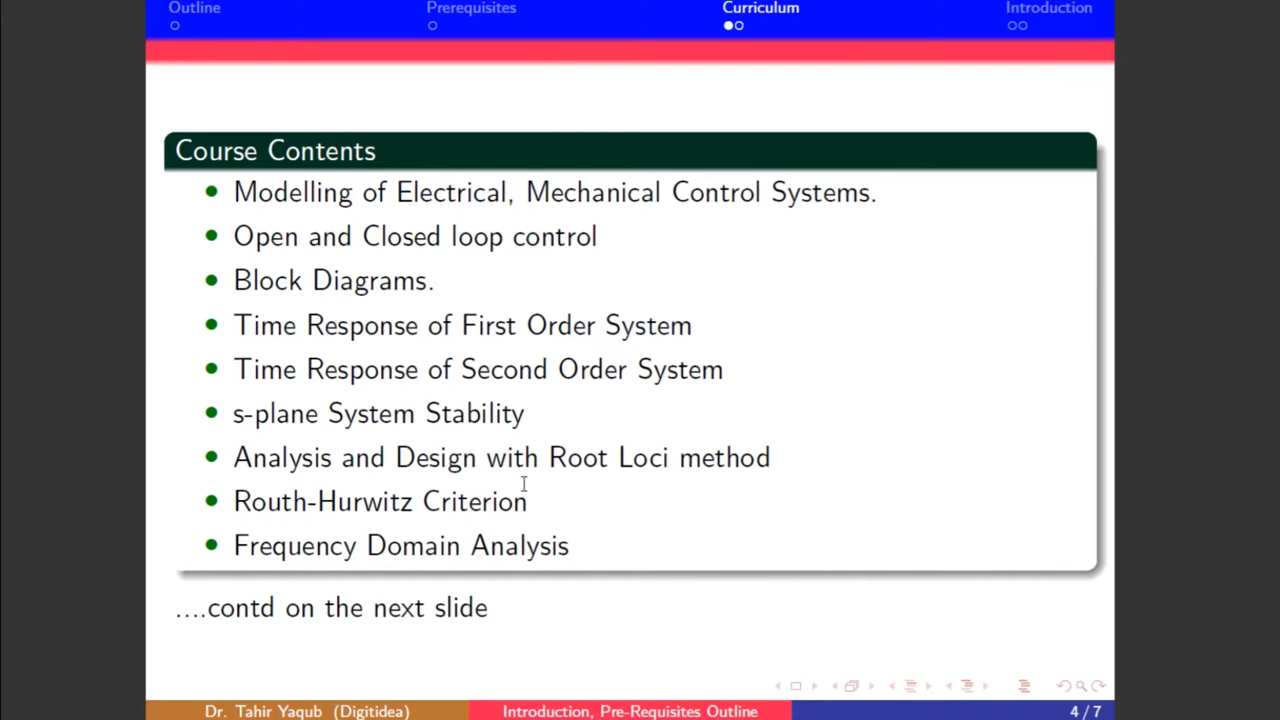 Outline Prerequisites Curriculum Introduction
Course Contents
Modelling of Electrical, Mechanical Control Systems.
Open and Closed loop control
Block Diagrams.
Time Response of First Order System
Time Response of Second Order System
s-plane System Stability
Analysis and Design with Root Loci method
Routh-Hurwitz Criterion
Frequency Domain Analysis
....contd on the next slide
Dr. Tahir Yaqub (Digitidea) Introduction, Pre-Requisites Outline 4 / 7